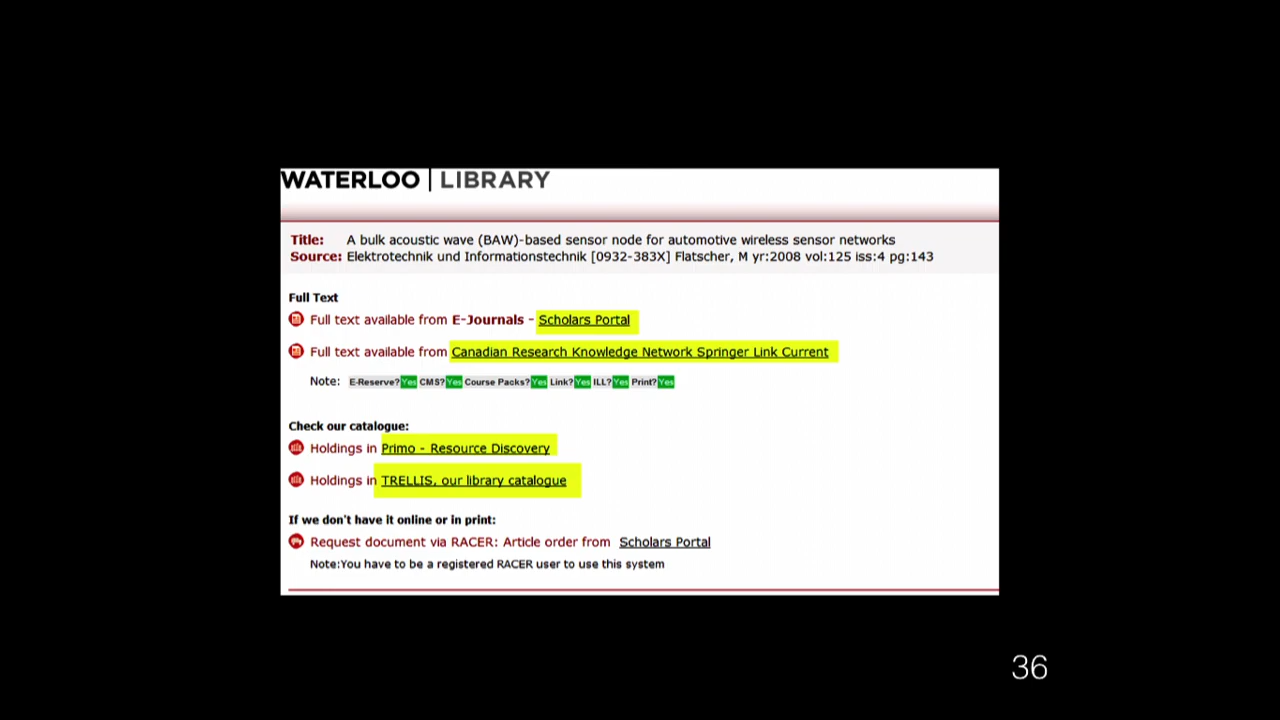 WATERLOO | LIBRARY
Title: A bulk acoustic wave (BAW)-based sensor node for automotive wireless sensor networks
Source: Elektrotechnik und Informationstechnik [0932-383X] Flatscher, M yr:2008 vol:125 iss:4 pg:143
Full Text
Full text available from E-Journals - Scholars Portal
Full text available from Canadian Research Knowledge Network Springer Link Current
Note: E-Reserve? Yes CMS? Yes Course Packs? Yes Link? Yes ILL? Yes Print? Yes
Check our catalogue:
Holdings in Primo - Resource Discovery
Holdings in TRELLIS, our library catalogue
If we don't have it online or in print:
Request document via RACER: Article order from Scholars Portal
Note:You have to be a registered RACER user to use this system
36